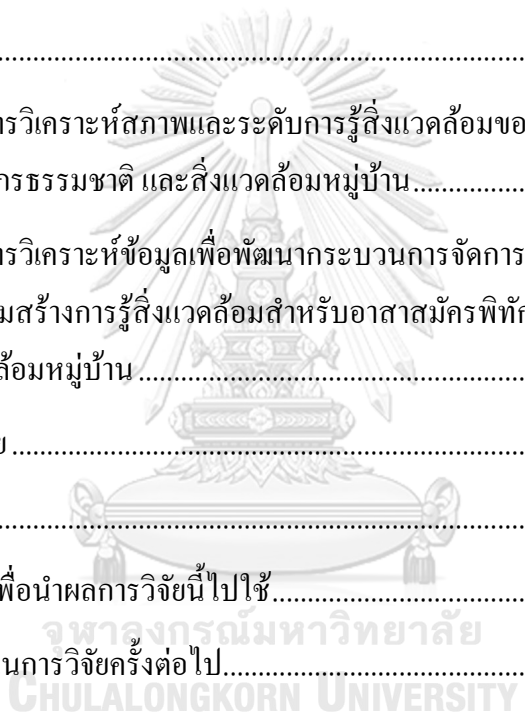 ................................................................................
ารวิเคราะห์สภาพและระดับการรู้สิ่งแวดล้อมขอ
กรธรรมชาติ และสิ่งแวดล้อมหมู่บ้าน..................
ารวิเคราะห์ข้อมูลเพื่อพัฒนากระบวนการจัดการ
มสร้างการรู้สิ่งแวดล้อมสำหรับอาสาสมัครพิทัก
ล้อมหมู่บ้าน............................................................
ย................................................................................
................................................................................
พื่อนำผลการวิจัยนี้ไปใช้.........................................
จุฬาลงกรณ์มหาวิทยาลัย
นการวิจัยครั้งต่อไป................................................
CHULALONGKORN UNIVERSITY